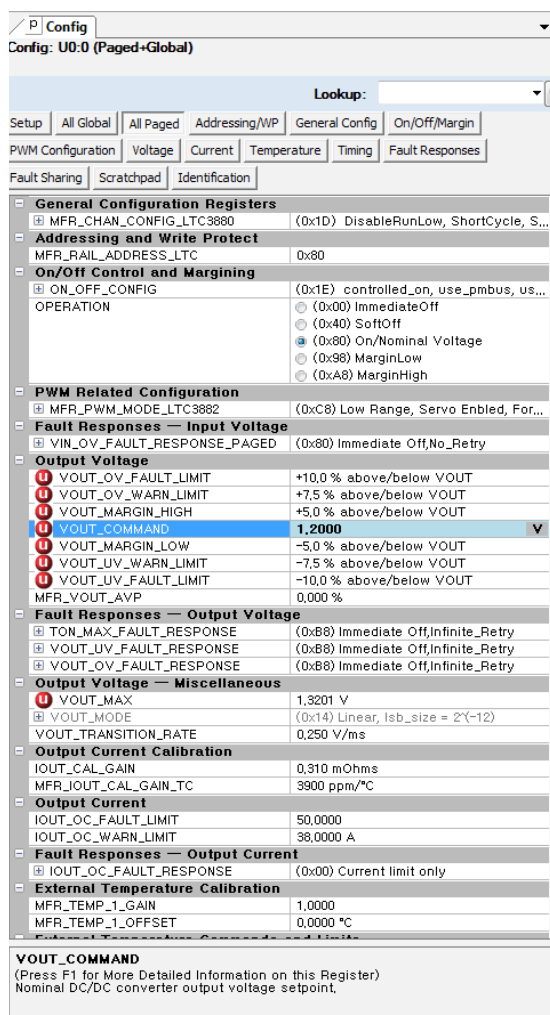 P Config
Config: U0:0 (Paged+Global)
Lookup:
Setup All Global All Paged Addressing/WP General Config On/Off/Margin
PWM Configuration Voltage Current Temperature Timing Fault Responses
Fault Sharing Scratchpad Identification
General Configuration Registers
MFR_CHAN_CONFIG_LTC3880 (0x1D) DisableRunLow, ShortCycle, S...
Addressing and Write Protect
MFR_RAIL_ADDRESS_LTC 0x80
On/Off Control and Margining
ON_OFF_CONFIG (0x1E) controlled_on, use_pmbus, us...
OPERATION (0x00) ImmediateOff
(0x40) SoftOff
(0x80) On/Nominal Voltage
(0x98) MarginLow
(0xA8) MarginHigh
PWM Related Configuration
MFR_PWM_MODE_LTC3882 (0xC8) Low Range, Servo Enbled, For...
Fault Responses — Input Voltage
VIN_OV_FAULT_RESPONSE_PAGED (0x80) Immediate Off,No_Retry
Output Voltage
U VOUT_OV_FAULT_LIMIT +10,0 % above/below VOUT
U VOUT_OV_WARN_LIMIT +7,5 % above/below VOUT
U VOUT_MARGIN_HIGH +5,0 % above/below VOUT
U VOUT_COMMAND 1,2000 V
U VOUT_MARGIN_LOW -5,0 % above/below VOUT
U VOUT_UV_WARN_LIMIT -7,5 % above/below VOUT
U VOUT_UV_FAULT_LIMIT -10,0 % above/below VOUT
MFR_VOUT_AVP 0,000 %
Fault Responses — Output Voltage
TON_MAX_FAULT_RESPONSE (0xB8) Immediate Off,Infinite_Retry
VOUT_UV_FAULT_RESPONSE (0xB8) Immediate Off,Infinite_Retry
VOUT_OV_FAULT_RESPONSE (0xB8) Immediate Off,Infinite_Retry
Output Voltage — Miscellaneous
U VOUT_MAX 1,3201 V
VOUT_MODE (0x14) Linear, lsb_size = 2^(-12)
VOUT_TRANSITION_RATE 0,250 V/ms
Output Current Calibration
IOUT_CAL_GAIN 0,310 mOhms
MFR_IOUT_CAL_GAIN_TC 3900 ppm/°C
Output Current
IOUT_OC_FAULT_LIMIT 50,0000
IOUT_OC_WARN_LIMIT 38,0000 A
Fault Responses — Output Current
IOUT_OC_FAULT_RESPONSE (0x00) Current limit only
External Temperature Calibration
MFR_TEMP_1_GAIN 1,0000
MFR_TEMP_1_OFFSET 0,0000 °C
External Temperature Commands and Limits
VOUT_COMMAND
(Press F1 for More Detailed Information on this Register)
Nominal DC/DC converter output voltage setpoint,